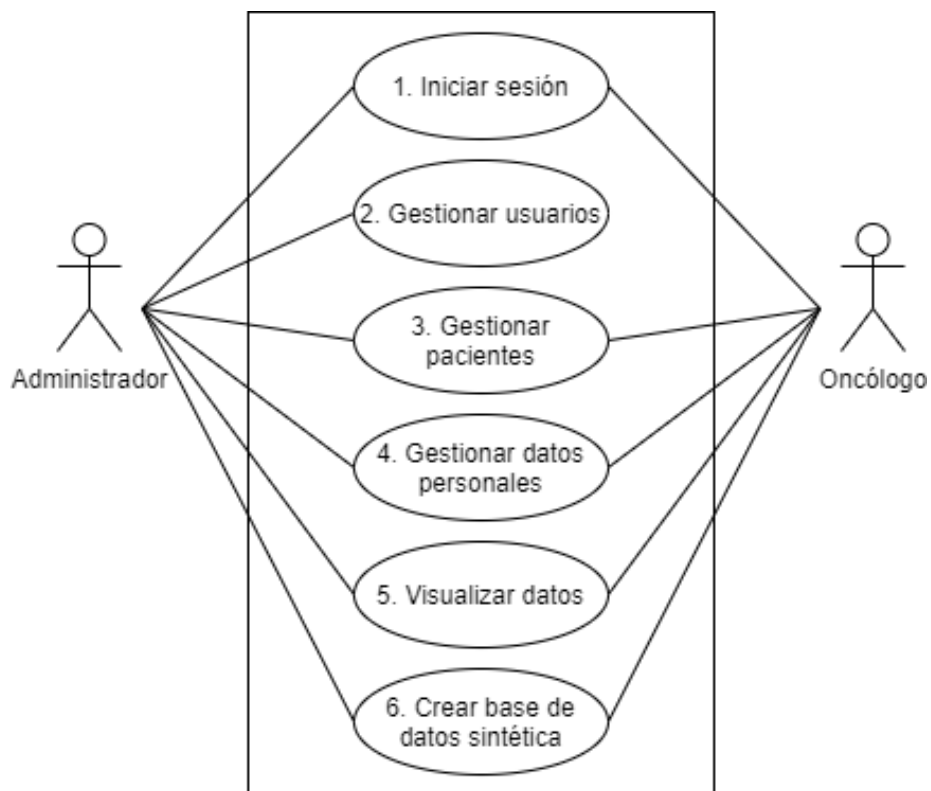 1. Iniciar sesión
2. Gestionar usuarios
3. Gestionar
pacientes
Administrador
Oncólogo
4. Gestionar datos
personales
5. Visualizar datos
6. Crear base de
datos sintética